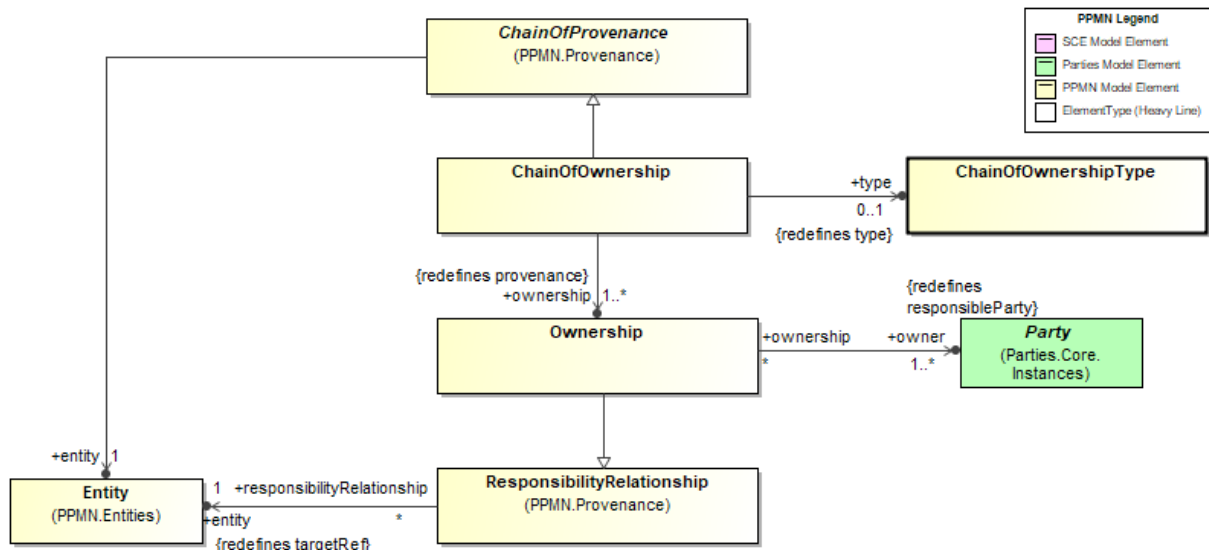 ChainOfProvenance
(PPMN.Provenance)
PPMN Legend
SCE Model Element
Parties Model Element
PPMN Model Element
ElementType (Heavy Line)
ChainOfOwnership
+type
0..1
{redefines type}
ChainOfOwnershipType
{redefines provenance}
+ownership
1..*
{redefines
responsibleParty}
Ownership
+ownership
*
+owner
1..*
Party
(Parties.Core.
Instances)
+entity
1
Entity
(PPMN.Entities)
1
+responsibilityRelationship
*
+entity
{redefines targetRef}
ResponsibilityRelationship
(PPMN.Provenance)